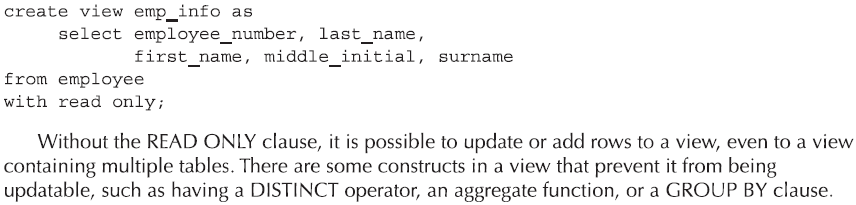 create view emp_info as
select employee_number, last_name,
first_name, middle_initial, surname
from employee
with read only;
Without the READ ONLY clause, it is possible to update or add rows to a view, even to a view
containing multiple tables. There are some constructs in a view that prevent it from being
updatable, such as having a DISTINCT operator, an aggregate function, or a GROUP BY clause.